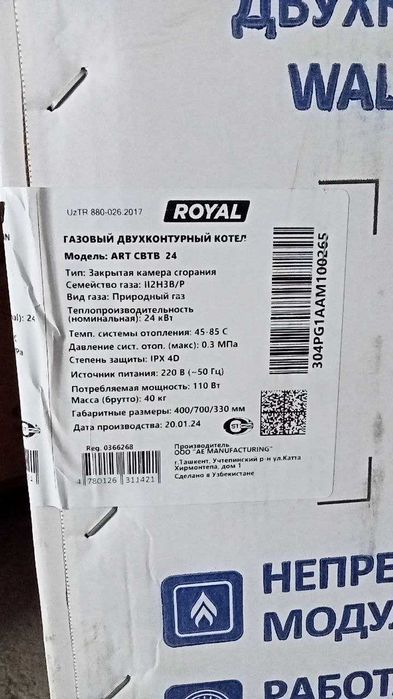 ДВУХК
WAL
UzTR 880-026.2017
ROYAL
ГАЗОВЫЙ ДВУХКОНТУРНЫЙ КОТЕЛ
Модель: ART CBTB 24
Тип: Закрытая камера сгорания
Семейство газа: II2H3B/P
Вид газа: Природный газ
Теплопроизводительность
(номинальная): 24 кВт
Темп. системы отопления: 45-85 С
Давление сист. отоп. (макс): 0.3 МПа
Степень защиты: IPX 4D
Источник питания: 220 В (~50 Гц)
Потребляемая мощность: 110 Вт
Масса (брутто): 40 кг
Габаритные размеры: 400/700/330 мм
Дата производства: 20.01.24
304PG1AAM100265
Reg. 0366268
4 780126 311421
Производитель
ООО "AE MANUFACTURING"
г.Ташкент, Учтепинский р-н ул.Катта
Хирмонтепа, дом 1
Сделано в Узбекистане
НЕПРЕ
МОДУ
РАБОТ